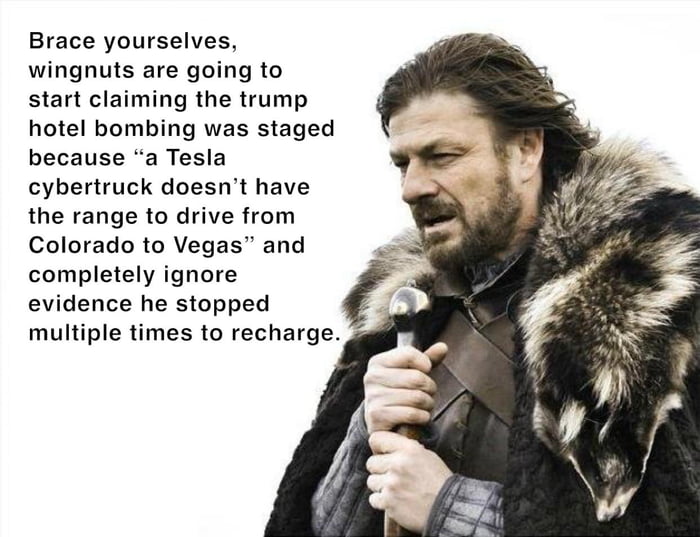 Brace yourselves,
wingnuts are going to
start claiming the trump
hotel bombing was staged
because “a Tesla
cybertruck doesn’t have
the range to drive from
Colorado to Vegas” and
completely ignore
evidence he stopped
multiple times to recharge.